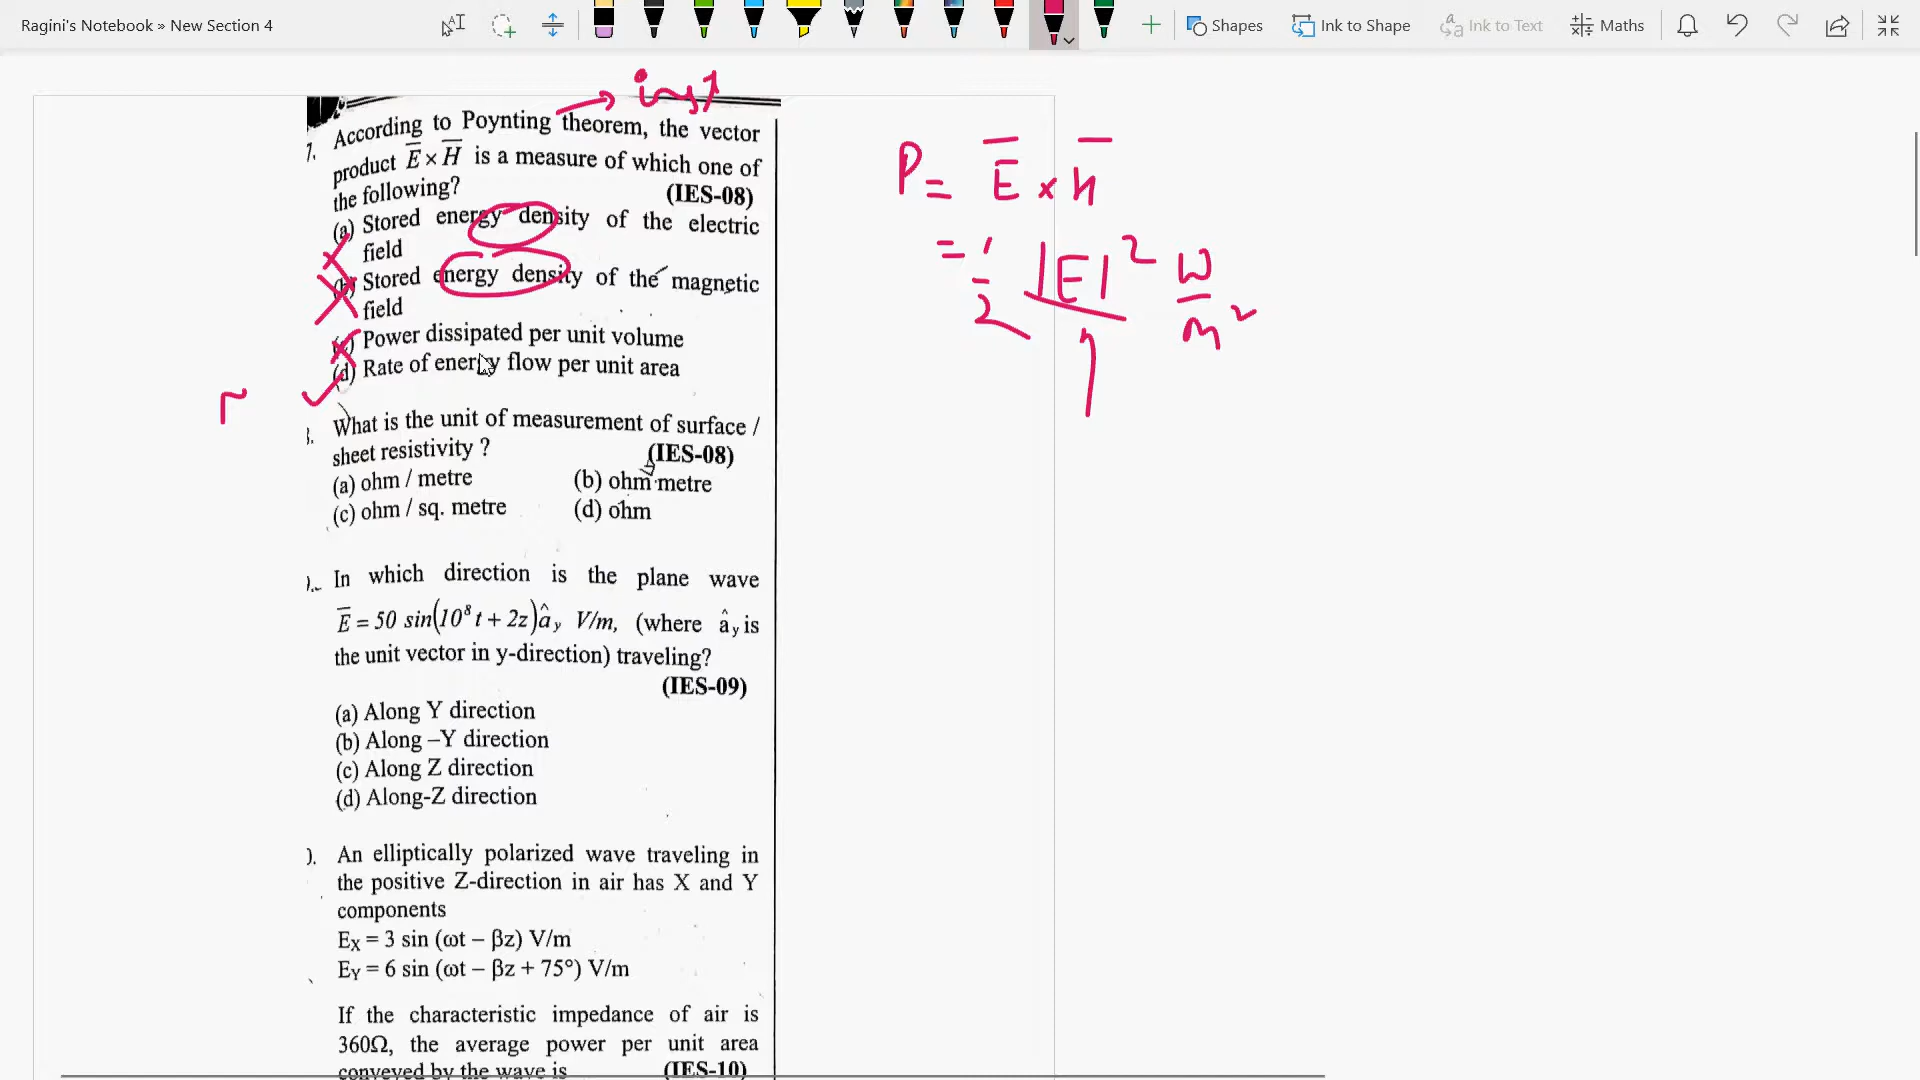 Ragini's Notebook » New Section 4
Shapes
Ink to Shape
Ink to Text
Maths
inst
7. According to Poynting theorem, the vector
product E̅ × H̅ is a measure of which one of
the following? (IES-08)
(a) Stored energy density of the electric
field
(b) Stored energy density of the magnetic
field
(c) Power dissipated per unit volume
(d) Rate of energy flow per unit area
What is the unit of measurement of surface /
sheet resistivity ? (IES-08)
(a) ohm / metre (b) ohm metre
(c) ohm / sq. metre (d) ohm
In which direction is the plane wave
E̅ = 50 sin(10⁸ t + 2z)â y V/m, (where â y is
the unit vector in y-direction) traveling?
(IES-09)
(a) Along Y direction
(b) Along –Y direction
(c) Along Z direction
(d) Along-Z direction
). An elliptically polarized wave traveling in
the positive Z-direction in air has X and Y
components
EX = 3 sin (ωt – βz) V/m
EY = 6 sin (ωt – βz + 75°) V/m
If the characteristic impedance of air is
360Ω, the average power per unit area
conveyed by the wave is (IES-10)
P = E̅ × H̅
= 1/2 |E|²/η W/m²